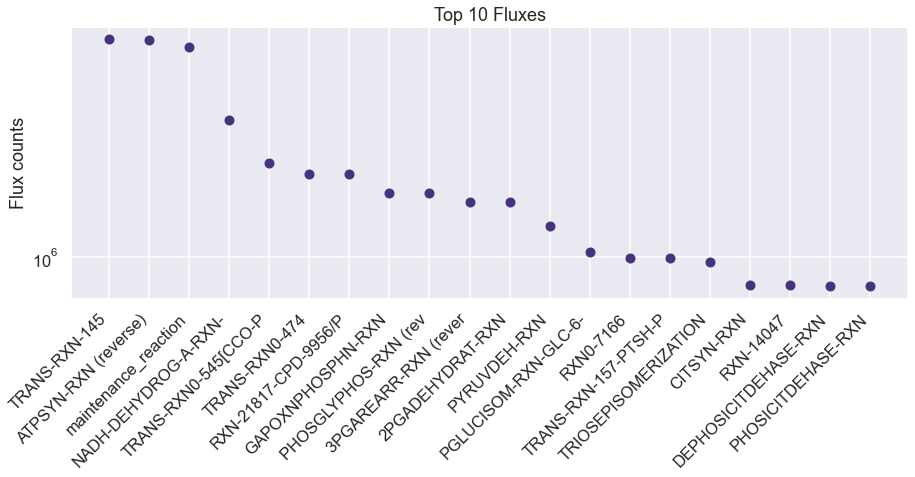 Top 10 Fluxes
Flux counts
10^6
TRANS-RXN-145
ATPSYN-RXN (reverse)
maintenance_reaction
NADH-DEHYDROG-A-RXN-
TRANS-RXN0-545[CCO-P
TRANS-RXN0-474
RXN-21817-CPD-9956/P
GAPOXNPHOSPHN-RXN
PHOSGLYPHOS-RXN (rev
3PGAREARR-RXN (rever
2PGADEHYDRAT-RXN
PYRUVDEH-RXN
PGLUCISOM-RXN-GLC-6-
RXN0-7166
TRANS-RXN-157-PTSH-P
TRIOSEPISOMERIZATION
CITSYN-RXN
RXN-14047
DEPHOSICITDEHASE-RXN
PHOSICITDEHASE-RXN